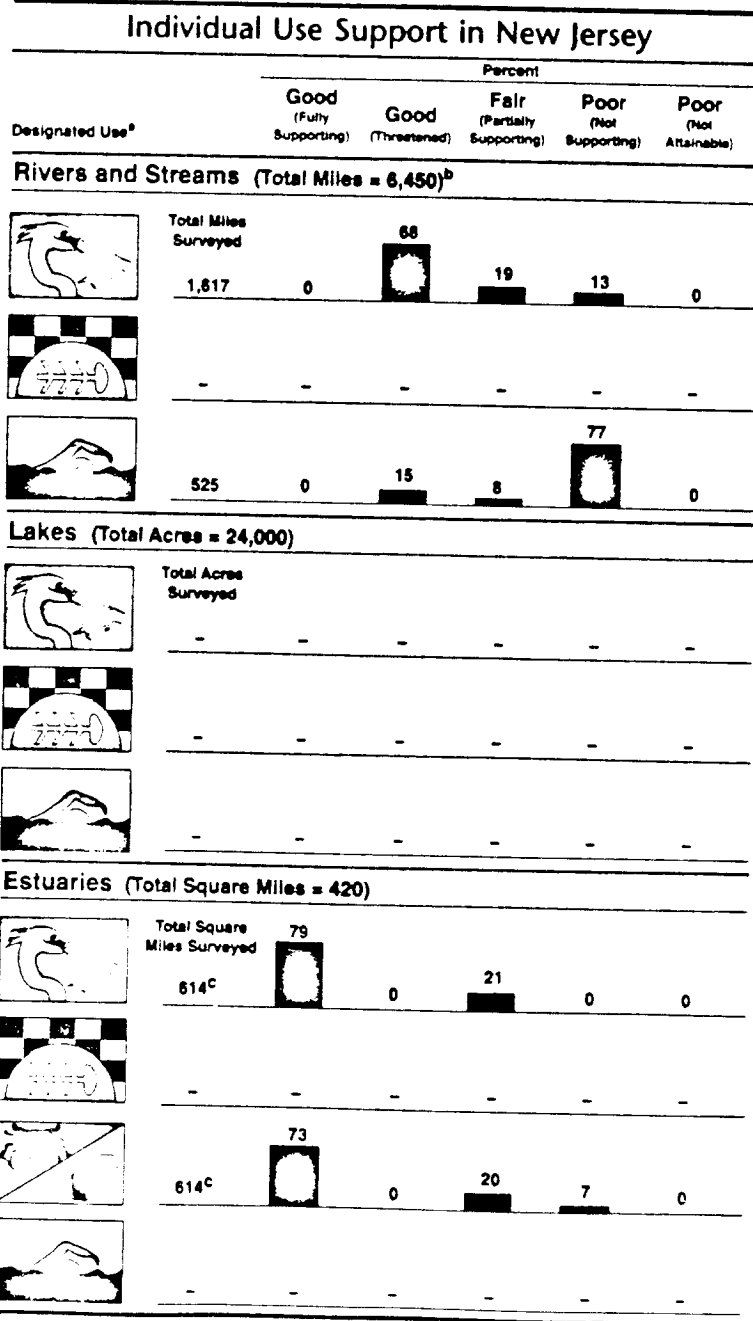 Individual Use Support in New Jersey
Percent
Designated Useᵃ
Good (Fully Supporting)
Good (Threatened)
Fair (Partially Supporting)
Poor (Not Supporting)
Poor (Not Attainable)
Rivers and Streams (Total Miles = 6,450)ᵇ
Total Miles Surveyed
1,617 0 68 19 13 0
- - - - - -
525 0 15 8 77 0
Lakes (Total Acres = 24,000)
Total Acres Surveyed
- - - - - -
- - - - - -
- - - - - -
Estuaries (Total Square Miles = 420)
Total Square Miles Surveyed
614ᶜ 79 0 21 0 0
- - - - - -
614ᶜ 73 0 20 7 0
- - - - - -